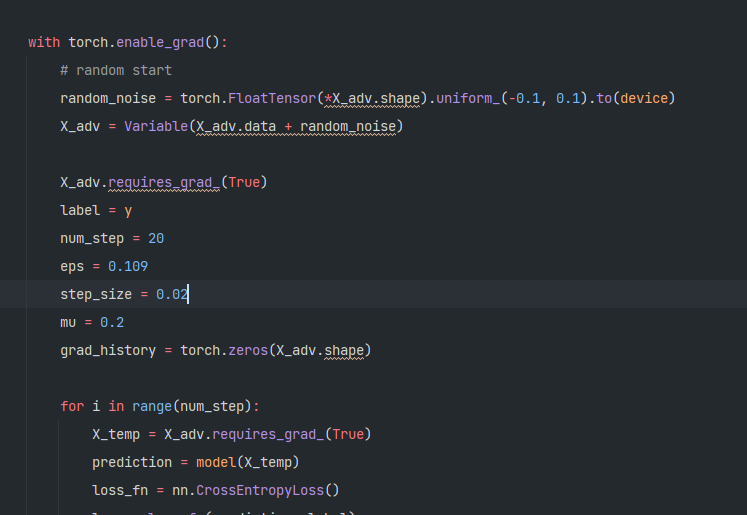 with torch.enable_grad():
# random start
random_noise = torch.FloatTensor(*X_adv.shape).uniform_(-0.1, 0.1).to(device)
X_adv = Variable(X_adv.data + random_noise)
X_adv.requires_grad_(True)
label = y
num_step = 20
eps = 0.109
step_size = 0.02
mu = 0.2
grad_history = torch.zeros(X_adv.shape)
for i in range(num_step):
X_temp = X_adv.requires_grad_(True)
prediction = model(X_temp)
loss_fn = nn.CrossEntropyLoss()